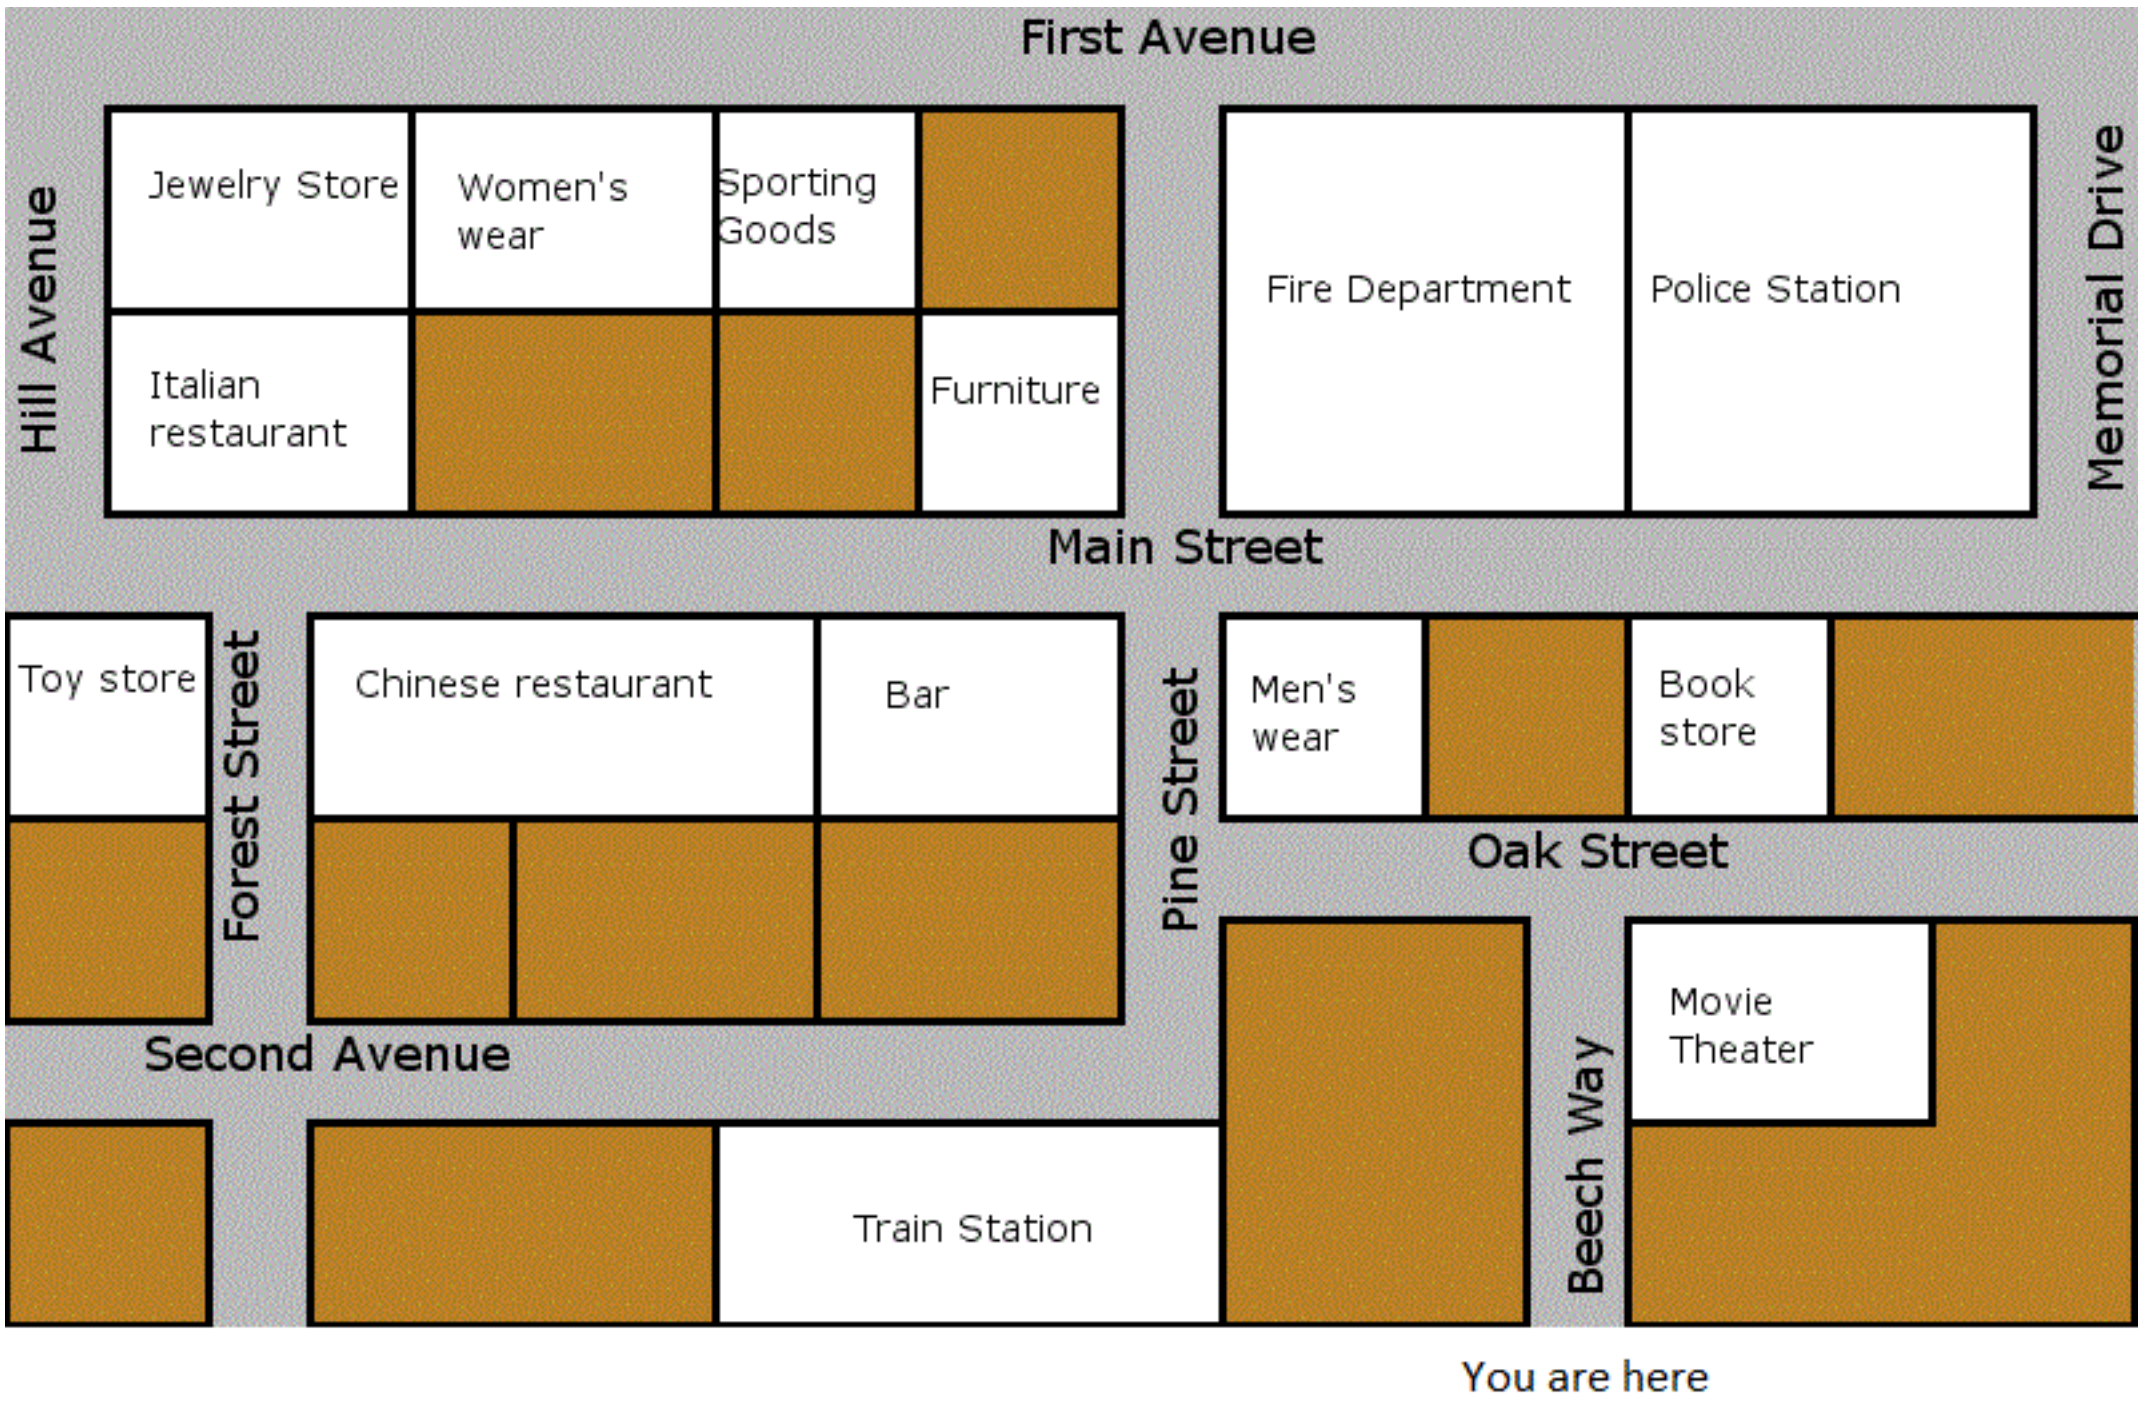 First Avenue
Hill Avenue
Jewelry Store
Women's
wear
Sporting
Goods
Fire Department
Police Station
Memorial Drive
Italian
restaurant
Furniture
Main Street
Toy store
Forest Street
Chinese restaurant
Bar
Pine Street
Men's
wear
Book
store
Oak Street
Second Avenue
Movie
Theater
Train Station
Beech Way
You are here